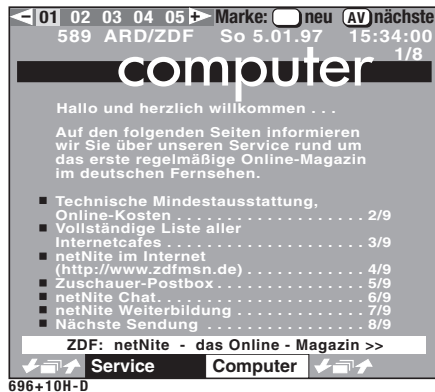 − 01 02 03 04 05 + Marke: neu AV nächste
589 ARD/ZDF So 5.01.97 15:34:00
1/8
computer
Hallo und herzlich willkommen . . .
Auf den folgenden Seiten informieren
wir Sie über unseren Service rund um
das erste regelmäßige Online-Magazin
im deutschen Fernsehen.
■ Technische Mindestausstattung,
Online-Kosten . . . . . . . . . . . . . . . . . . . 2/9
■ Vollständige Liste aller
Internetcafes . . . . . . . . . . . . . . . . . . . . 3/9
■ netNite im Internet
(http://www.zdfmsn.de) . . . . . . . . . . . . 4/9
■ Zuschauer-Postbox . . . . . . . . . . . . . . 5/9
■ netNite Chat. . . . . . . . . . . . . . . . . . . . 6/9
■ netNite Weiterbildung . . . . . . . . . . . . 7/9
■ Nächste Sendung . . . . . . . . . . . . . . . 8/9
ZDF: netNite - das Online - Magazin >>
Service Computer
696+10H-D